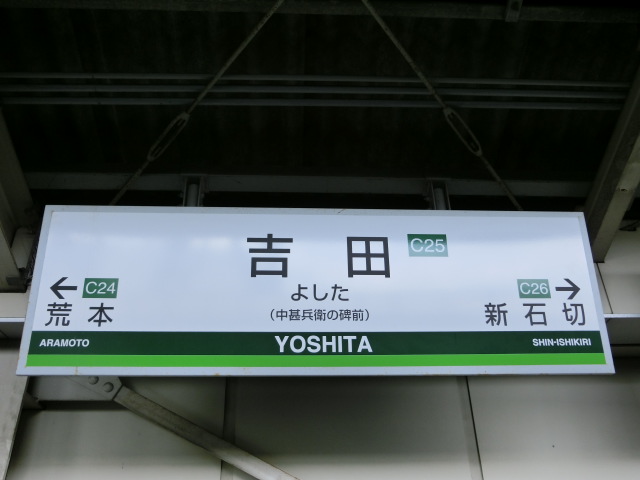 吉田 C25
よした
（中甚兵衛の碑前）
← C24
荒本
C26 →
新石切
ARAMOTO YOSHITA SHIN-ISHIKIRI